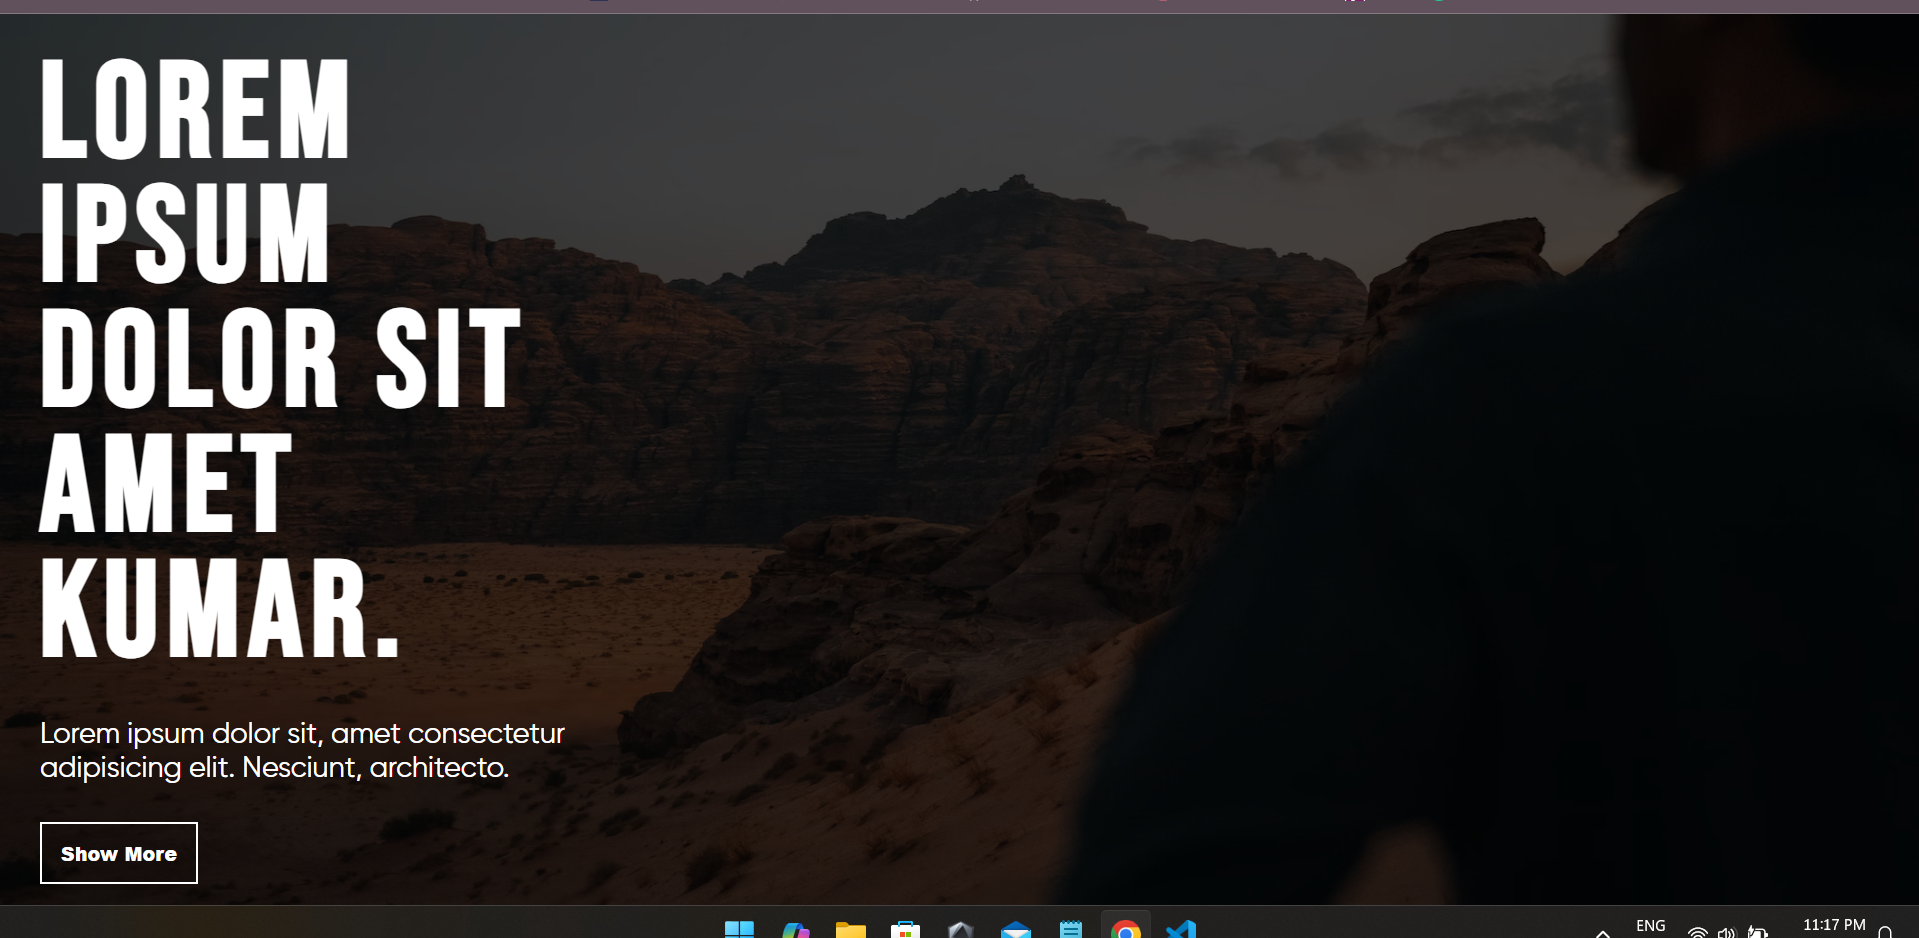 LOREM
IPSUM
DOLOR SIT
AMET
KUMAR.
Lorem ipsum dolor sit, amet consectetur
adipisicing elit. Nesciunt, architecto.
Show More
ENG
11:17 PM